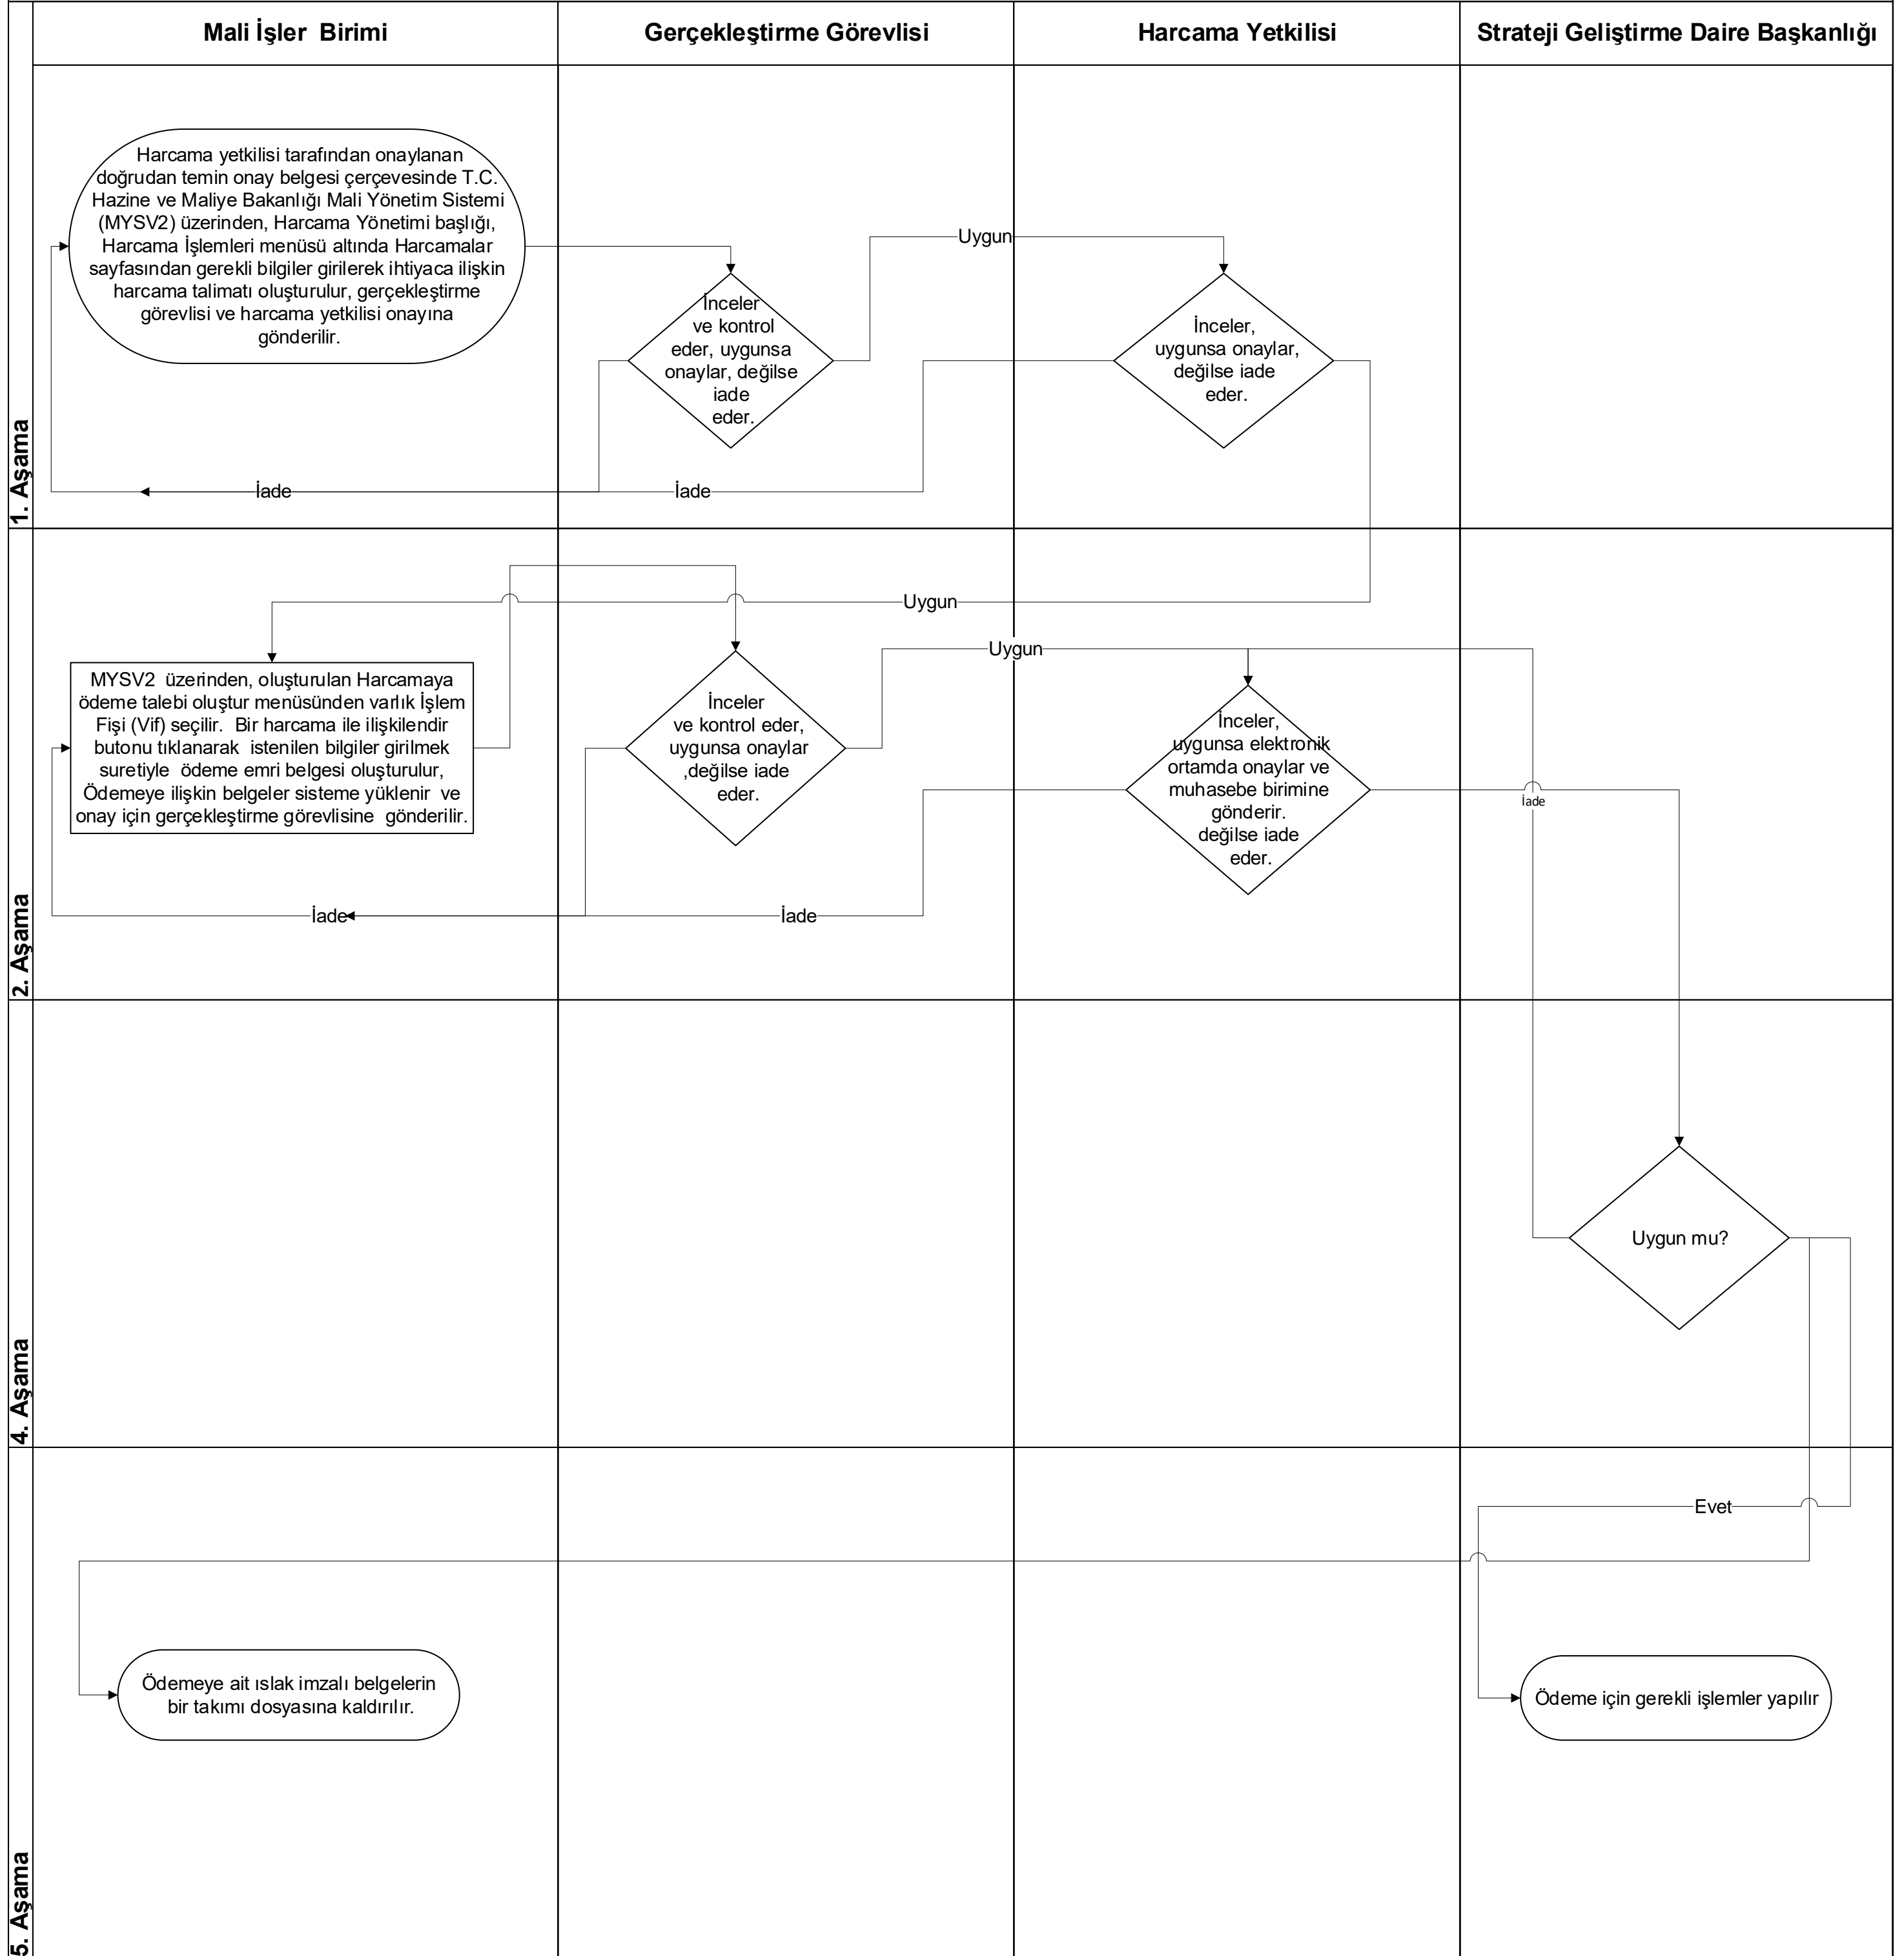 Mali İşler  Birimi
Gerçekleştirme Görevlisi
Harcama Yetkilisi
Strateji Geliştirme Daire Başkanlığı
1. Aşama
Harcama yetkilisi tarafından onaylanan
doğrudan temin onay belgesi çerçevesinde T.C.
Hazine ve Maliye Bakanlığı Mali Yönetim Sistemi
(MYSV2) üzerinden, Harcama Yönetimi başlığı,
Harcama İşlemleri menüsü altında Harcamalar
sayfasından gerekli bilgiler girilerek ihtiyaca ilişkin
harcama talimatı oluşturulur, gerçekleştirme
görevlisi ve harcama yetkilisi onayına
gönderilir.
İnceler
ve kontrol
eder, uygunsa
onaylar, değilse
iade
eder.
Uygun
İnceler,
uygunsa onaylar,
değilse iade
eder.
İade
İade
2. Aşama
Uygun
MYSV2  üzerinden, oluşturulan Harcamaya
ödeme talebi oluştur menüsünden varlık İşlem
Fişi (Vif) seçilir.  Bir harcama ile ilişkilendir
butonu tıklanarak  istenilen bilgiler girilmek
suretiyle  ödeme emri belgesi oluşturulur,
Ödemeye ilişkin belgeler sisteme yüklenir  ve
onay için gerçekleştirme görevlisine  gönderilir.
İnceler
ve kontrol eder,
uygunsa onaylar
,değilse iade
eder.
Uygun
İnceler,
uygunsa elektronik
ortamda onaylar ve
muhasebe birimine
gönderir.
değilse iade
eder.
İade
İade
İade
4. Aşama
Uygun mu?
5. Aşama
Evet
Ödemeye ait ıslak imzalı belgelerin
bir takımı dosyasına kaldırılır.
Ödeme için gerekli işlemler yapılır